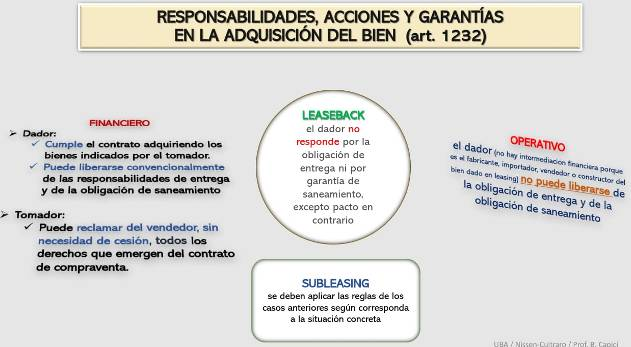 RESPONSABILIDADES, ACCIONES Y GARANTÍAS
EN LA ADQUISICIÓN DEL BIEN (art. 1232)
FINANCIERO
➢ Dador:
✓ Cumple el contrato adquiriendo los
bienes indicados por el tomador.
✓ Puede liberarse convencionalmente
de las responsabilidades de entrega
y de la obligación de saneamiento
➢ Tomador:
✓ Puede reclamar del vendedor, sin
necesidad de cesión, todos los
derechos que emergen del contrato
de compraventa.
LEASEBACK
el dador no
responde por la
obligación de
entrega ni por
garantía de
saneamiento,
excepto pacto en
contrario
SUBLEASING
se deben aplicar las reglas de los
casos anteriores según corresponda
a la situación concreta
OPERATIVO
el dador (no hay intermediacion financiera porque
es el fabricante, importador, vendedor o constructor del
bien dado en leasing) no puede liberarse de
la obligación de entrega y de la
obligación de saneamiento
UBA / Nissen-Cultraro / Prof. R. Capici